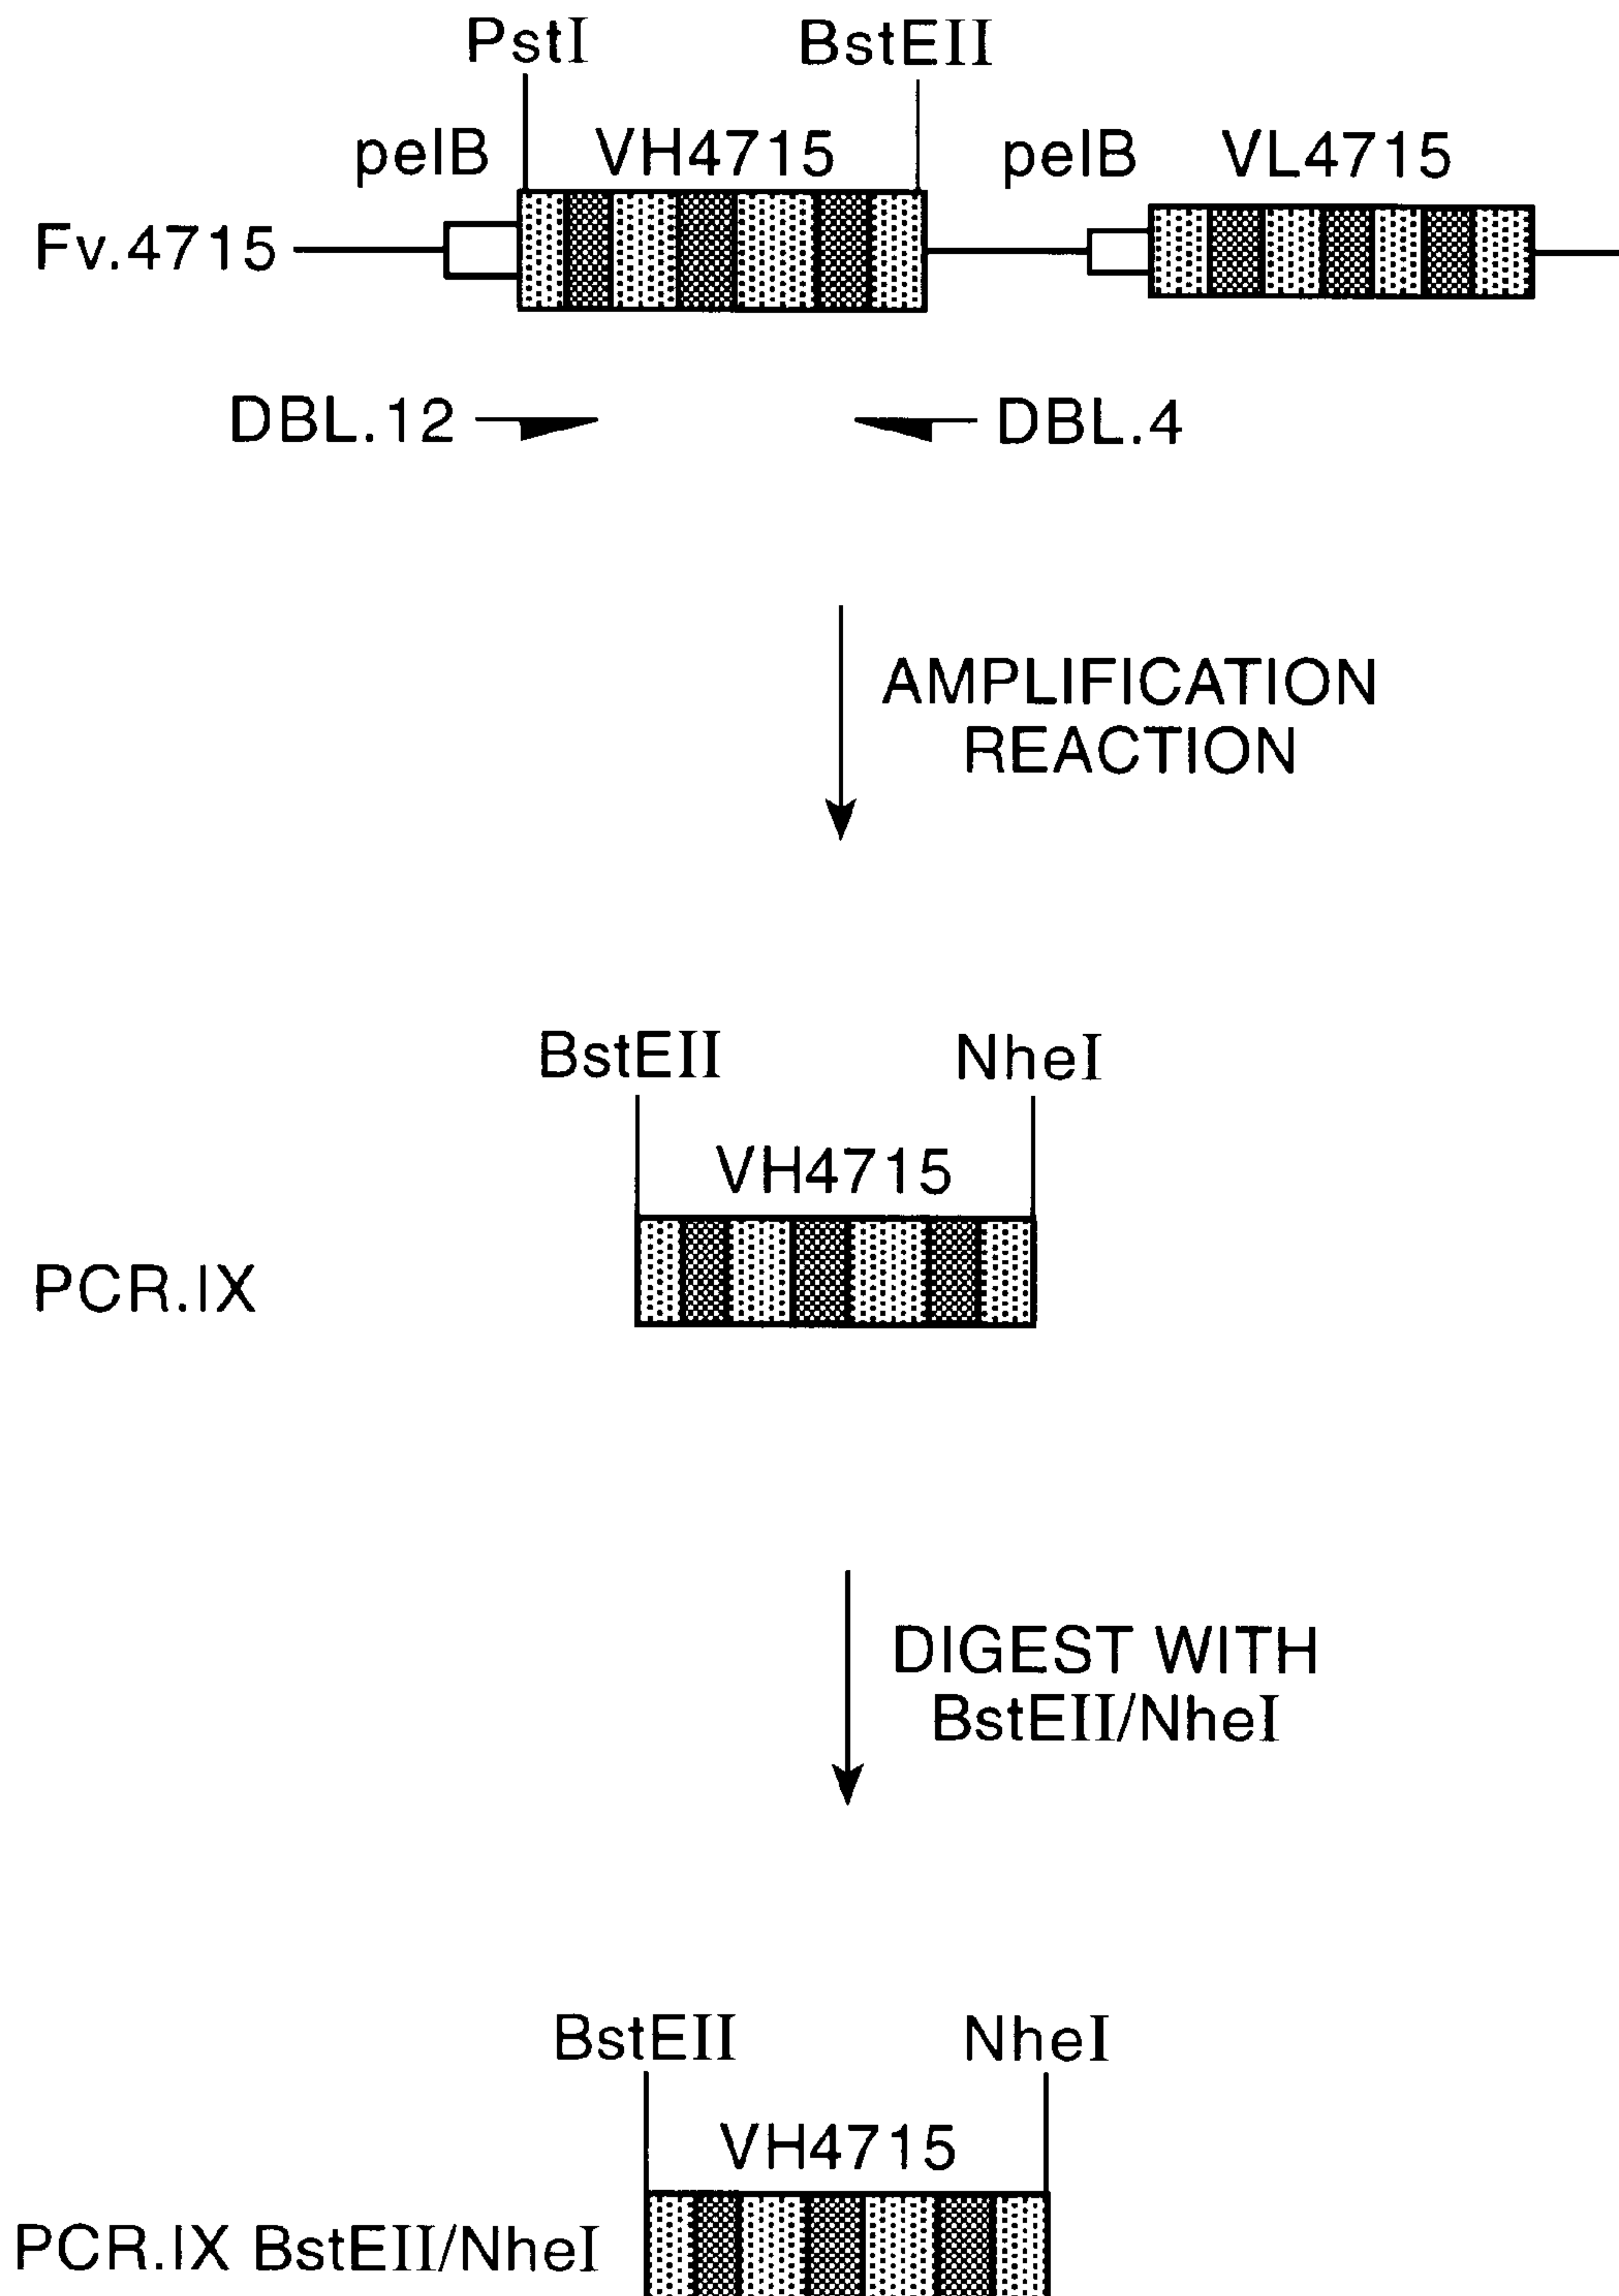 PstI BstEII
pelB VH4715 pelB VL4715
Fv.4715
DBL.12 DBL.4
AMPLIFICATION
REACTION
BstEII NheI
VH4715
PCR.IX
DIGEST WITH
BstEII/NheI
BstEII NheI
VH4715
PCR.IX BstEII/NheI